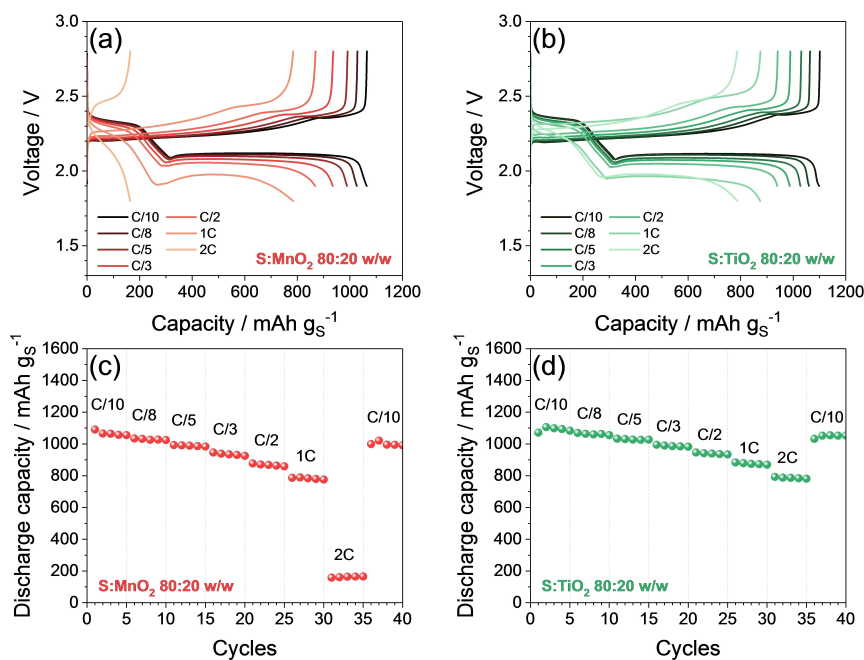 (a)
3.0
2.5
2.0
1.5
Voltage / V
C/10
C/8
C/5
C/3
C/2
1C
2C
S:MnO₂ 80:20 w/w
0 200 400 600 800 1000 1200
Capacity / mAh gS⁻¹
(b)
3.0
2.5
2.0
1.5
Voltage / V
C/10
C/8
C/5
C/3
C/2
1C
2C
S:TiO₂ 80:20 w/w
0 200 400 600 800 1000 1200
Capacity / mAh gS⁻¹
(c)
1600
1400
1200
1000
800
600
400
200
0
Discharge capacity / mAh gS⁻¹
C/10
C/8
C/5
C/3
C/2
1C
2C
C/10
S:MnO₂ 80:20 w/w
0 5 10 15 20 25 30 35 40
Cycles
(d)
1600
1400
1200
1000
800
600
400
200
0
Discharge capacity / mAh gS⁻¹
C/10
C/8
C/5
C/3
C/2
1C
2C
C/10
S:TiO₂ 80:20 w/w
0 5 10 15 20 25 30 35 40
Cycles